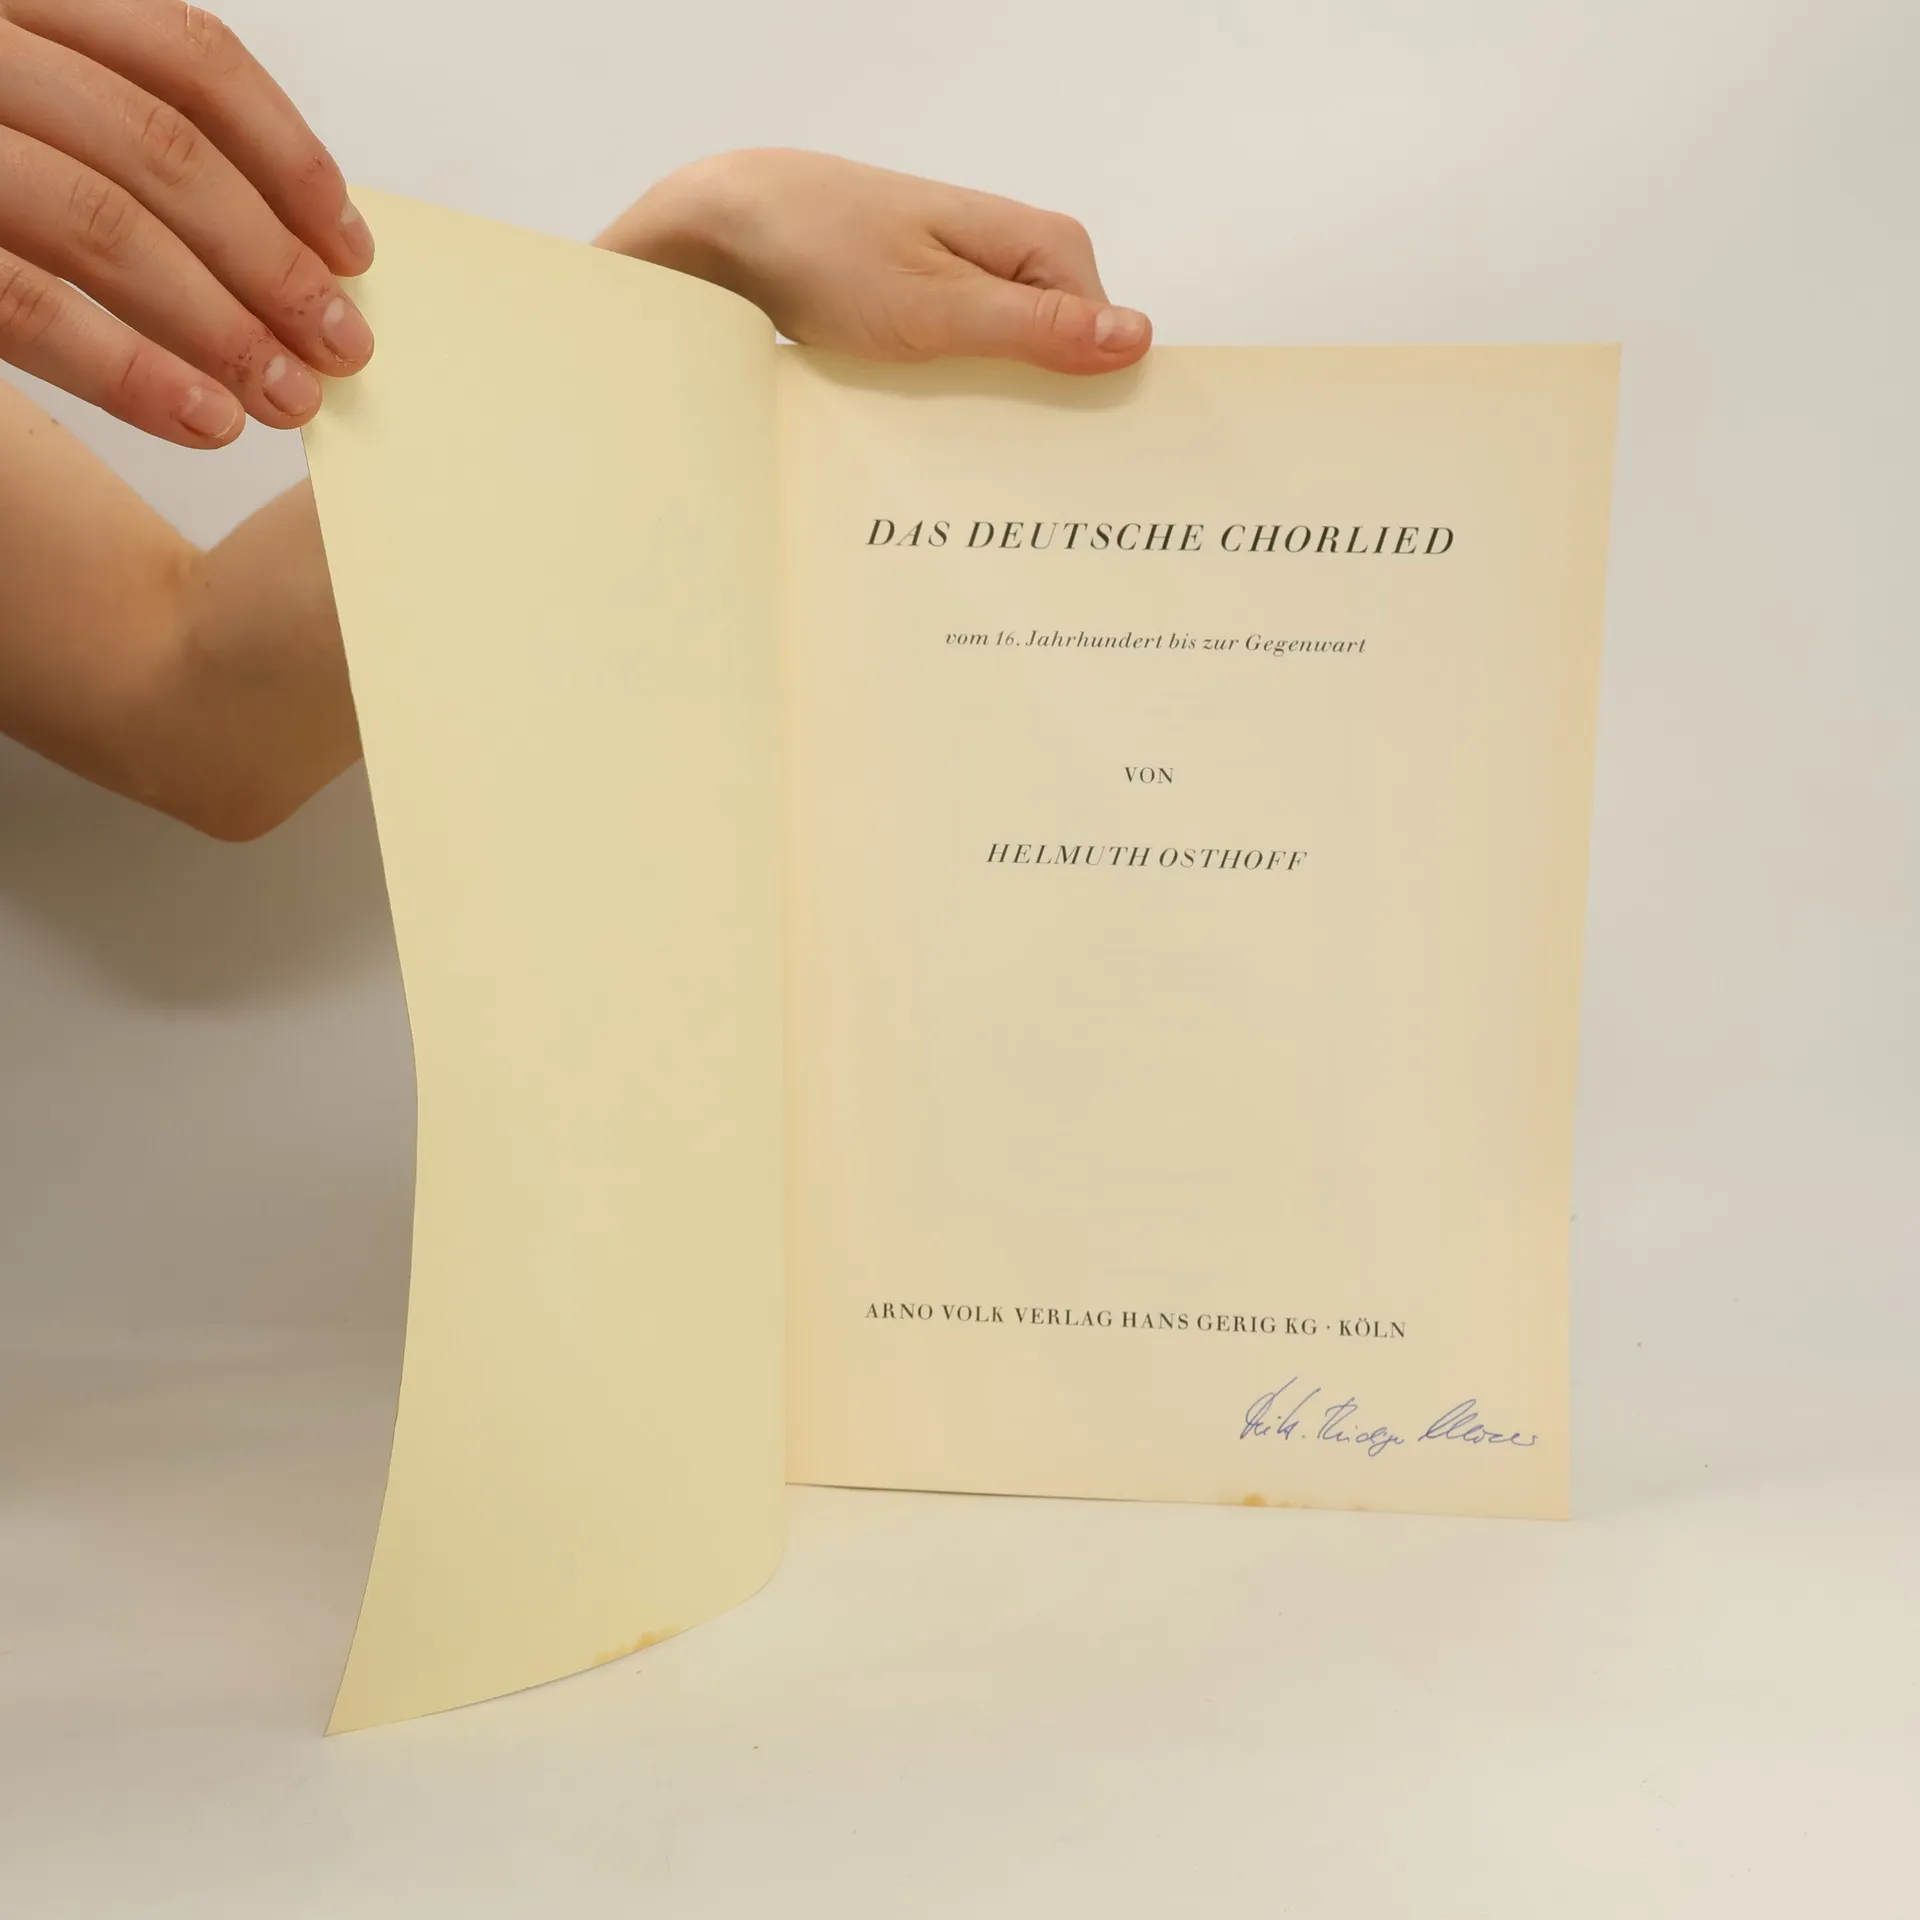 DAS DEUTSCHE CHORLIED
vom 16. Jahrhundert bis zur Gegenwart
VON
HELMUTH OSTHOFF
ARNO VOLK VERLAG HANS GERIG KG · KÖLN